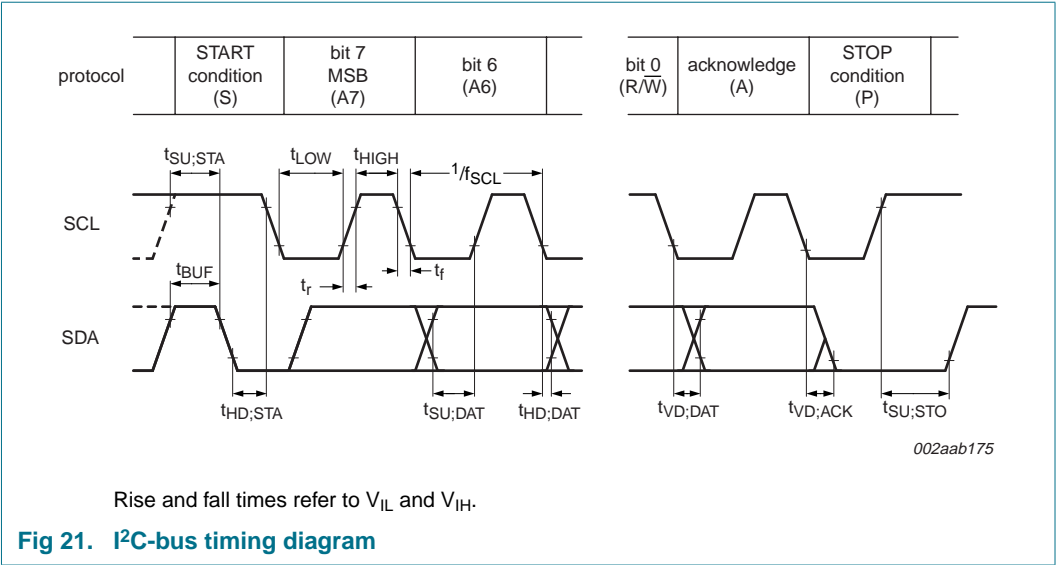 protocol
START
condition
(S)
bit 7
MSB
(A7)
bit 6
(A6)
bit 0
(R/W̅)
acknowledge
(A)
STOP
condition
(P)
tSU;STA
tLOW
tHIGH
1/fSCL
SCL
tBUF
tr
tf
SDA
tHD;STA
tSU;DAT
tHD;DAT
tVD;DAT
tVD;ACK
tSU;STO
002aab175
Rise and fall times refer to VIL and VIH.
Fig 21. I²C-bus timing diagram